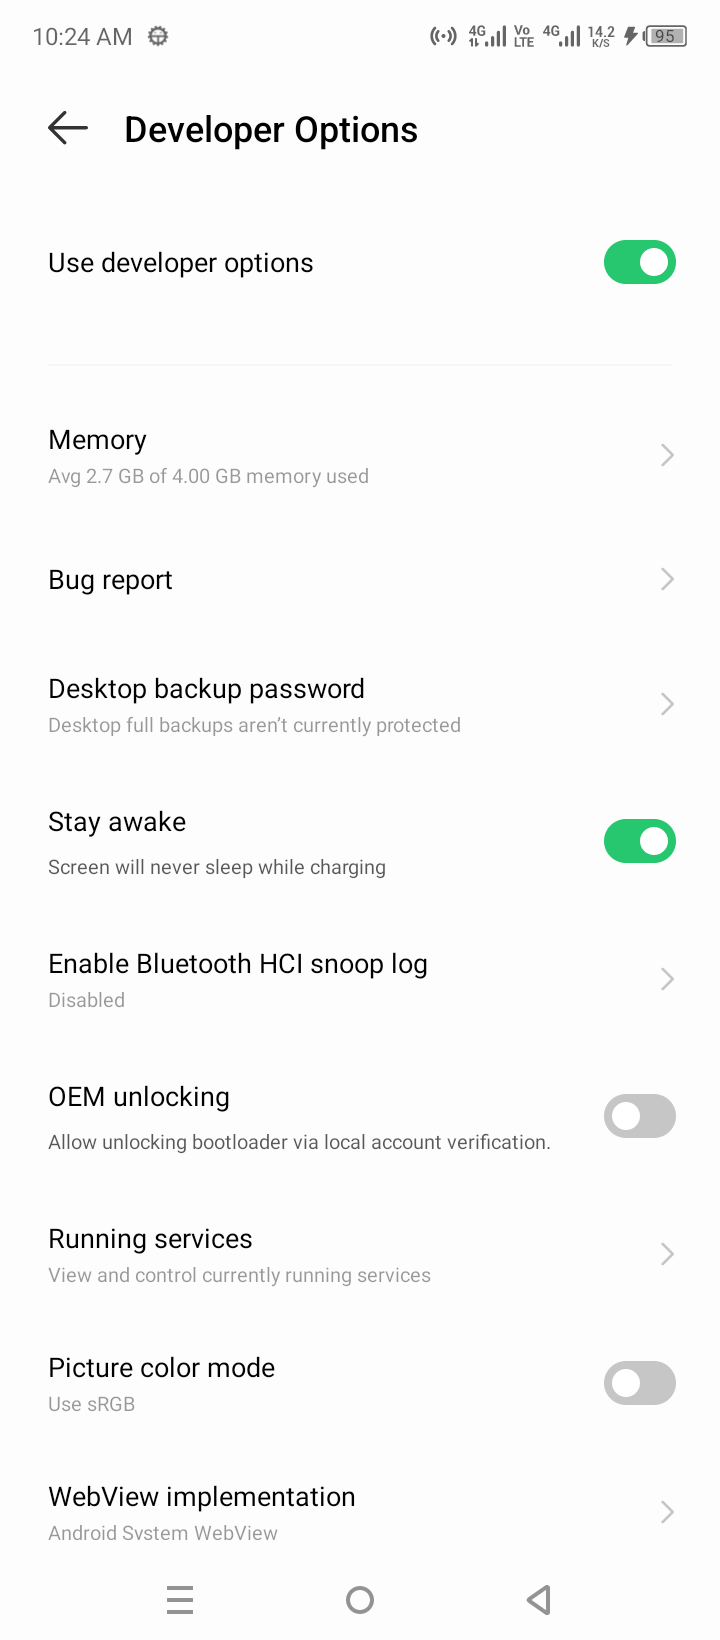 10:24 AM
4G Vo LTE 4G 14.2 K/S 95
Developer Options
Use developer options
Memory
Avg 2.7 GB of 4.00 GB memory used
Bug report
Desktop backup password
Desktop full backups aren’t currently protected
Stay awake
Screen will never sleep while charging
Enable Bluetooth HCI snoop log
Disabled
OEM unlocking
Allow unlocking bootloader via local account verification.
Running services
View and control currently running services
Picture color mode
Use sRGB
WebView implementation
Android System WebView